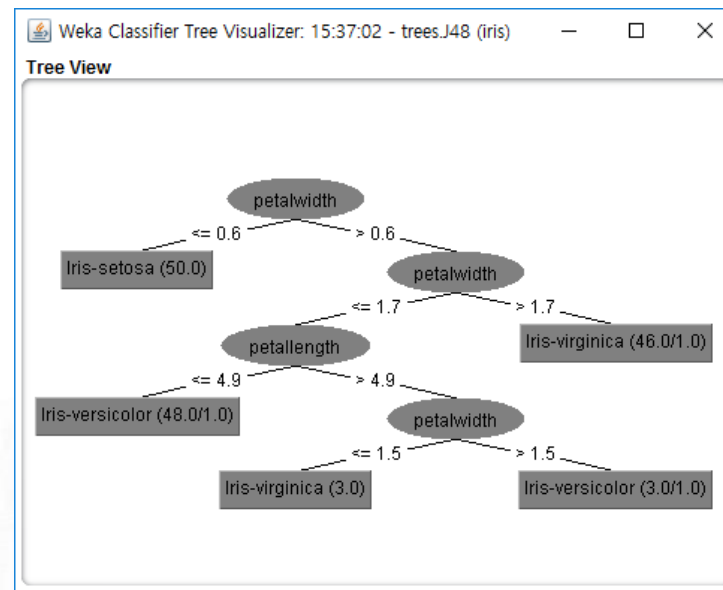 Weka Classifier Tree Visualizer: 15:37:02 - trees.J48 (iris)
Tree View
petalwidth
<= 0.6
> 0.6
Iris-setosa (50.0)
petalwidth
<= 1.7
> 1.7
petallength
Iris-virginica (46.0/1.0)
<= 4.9
> 4.9
Iris-versicolor (48.0/1.0)
petalwidth
<= 1.5
> 1.5
Iris-virginica (3.0)
Iris-versicolor (3.0/1.0)